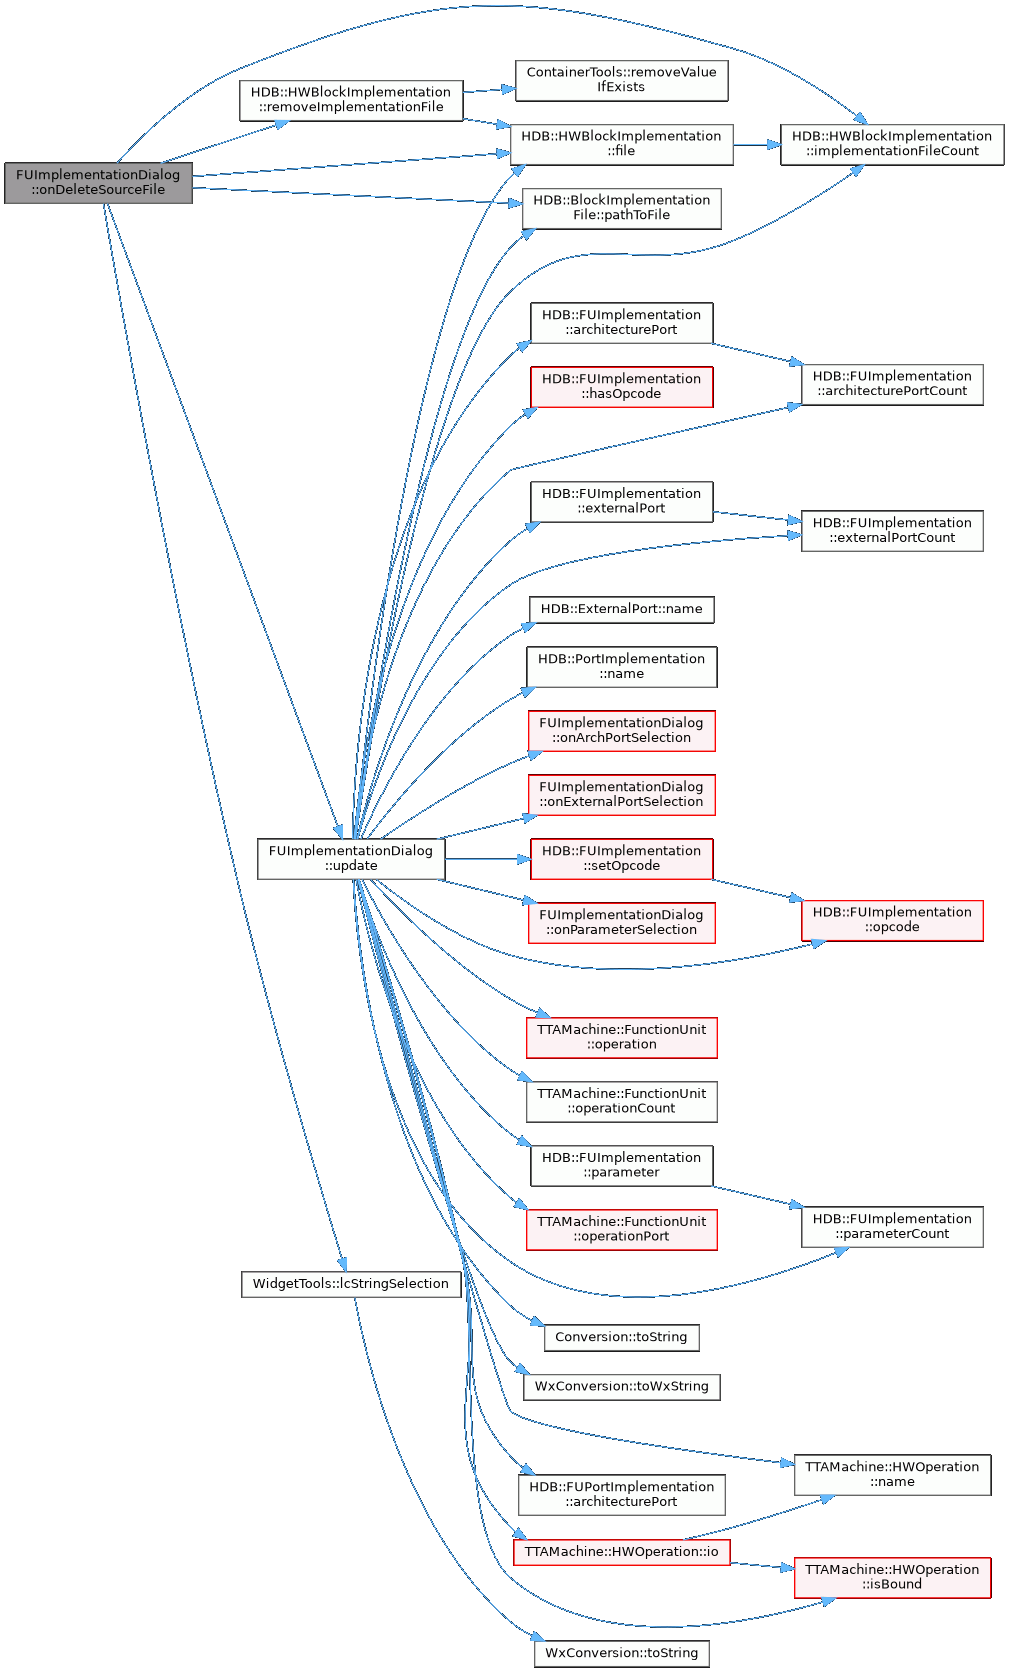 ContainerTools::removeValue
IfExists
HDB::HWBlockImplementation
::removeImplementationFile
HDB::HWBlockImplementation
::file
HDB::HWBlockImplementation
::implementationFileCount
FUImplementationDialog
::onDeleteSourceFile
HDB::BlockImplementation
File::pathToFile
HDB::FUImplementation
::architecturePort
HDB::FUImplementation
::hasOpcode
HDB::FUImplementation
::architecturePortCount
HDB::FUImplementation
::externalPort
HDB::FUImplementation
::externalPortCount
HDB::ExternalPort::name
HDB::PortImplementation
::name
FUImplementationDialog
::onArchPortSelection
FUImplementationDialog
::onExternalPortSelection
FUImplementationDialog
::update
HDB::FUImplementation
::setOpcode
FUImplementationDialog
::onParameterSelection
HDB::FUImplementation
::opcode
TTAMachine::FunctionUnit
::operation
TTAMachine::FunctionUnit
::operationCount
HDB::FUImplementation
::parameter
TTAMachine::FunctionUnit
::operationPort
HDB::FUImplementation
::parameterCount
WidgetTools::lcStringSelection
Conversion::toString
WxConversion::toWxString
HDB::FUPortImplementation
::architecturePort
TTAMachine::HWOperation
::name
TTAMachine::HWOperation::io
TTAMachine::HWOperation
::isBound
WxConversion::toString